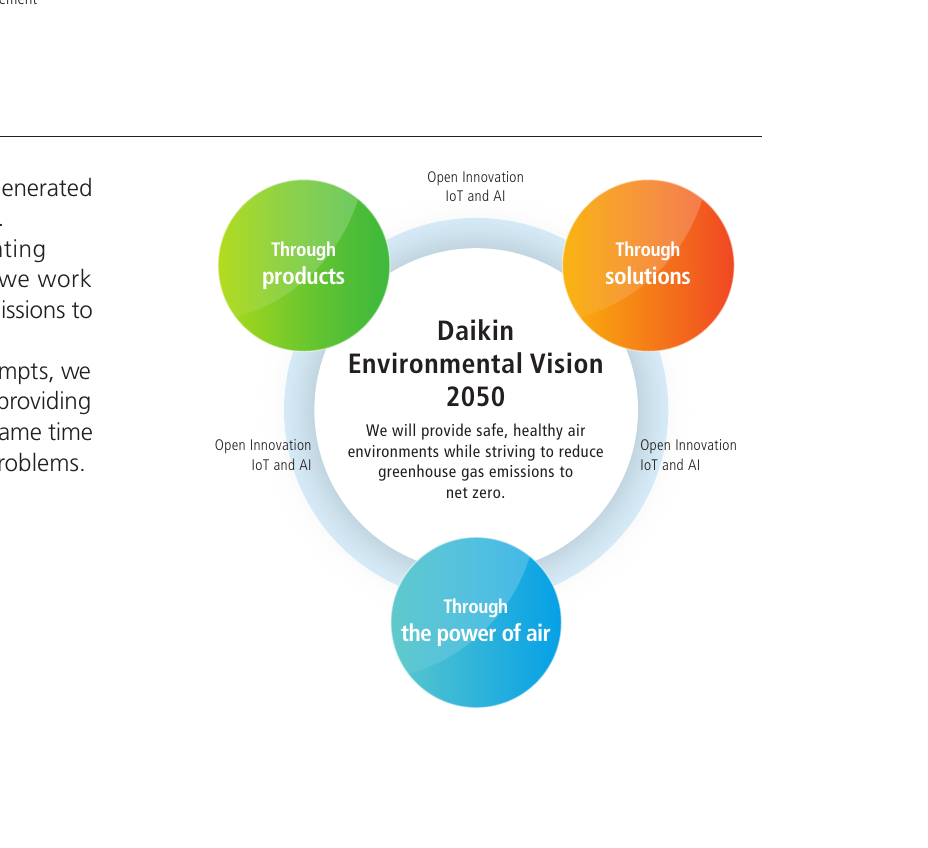 enerated
we work
issions to
mpts, we
providing
ame time
roblems.
Open Innovation
IoT and AI
Through
products
Through
solutions
Daikin
Environmental Vision
2050
We will provide safe, healthy air
environments while striving to reduce
greenhouse gas emissions to
net zero.
Open Innovation
IoT and AI
Open Innovation
IoT and AI
Through
the power of air